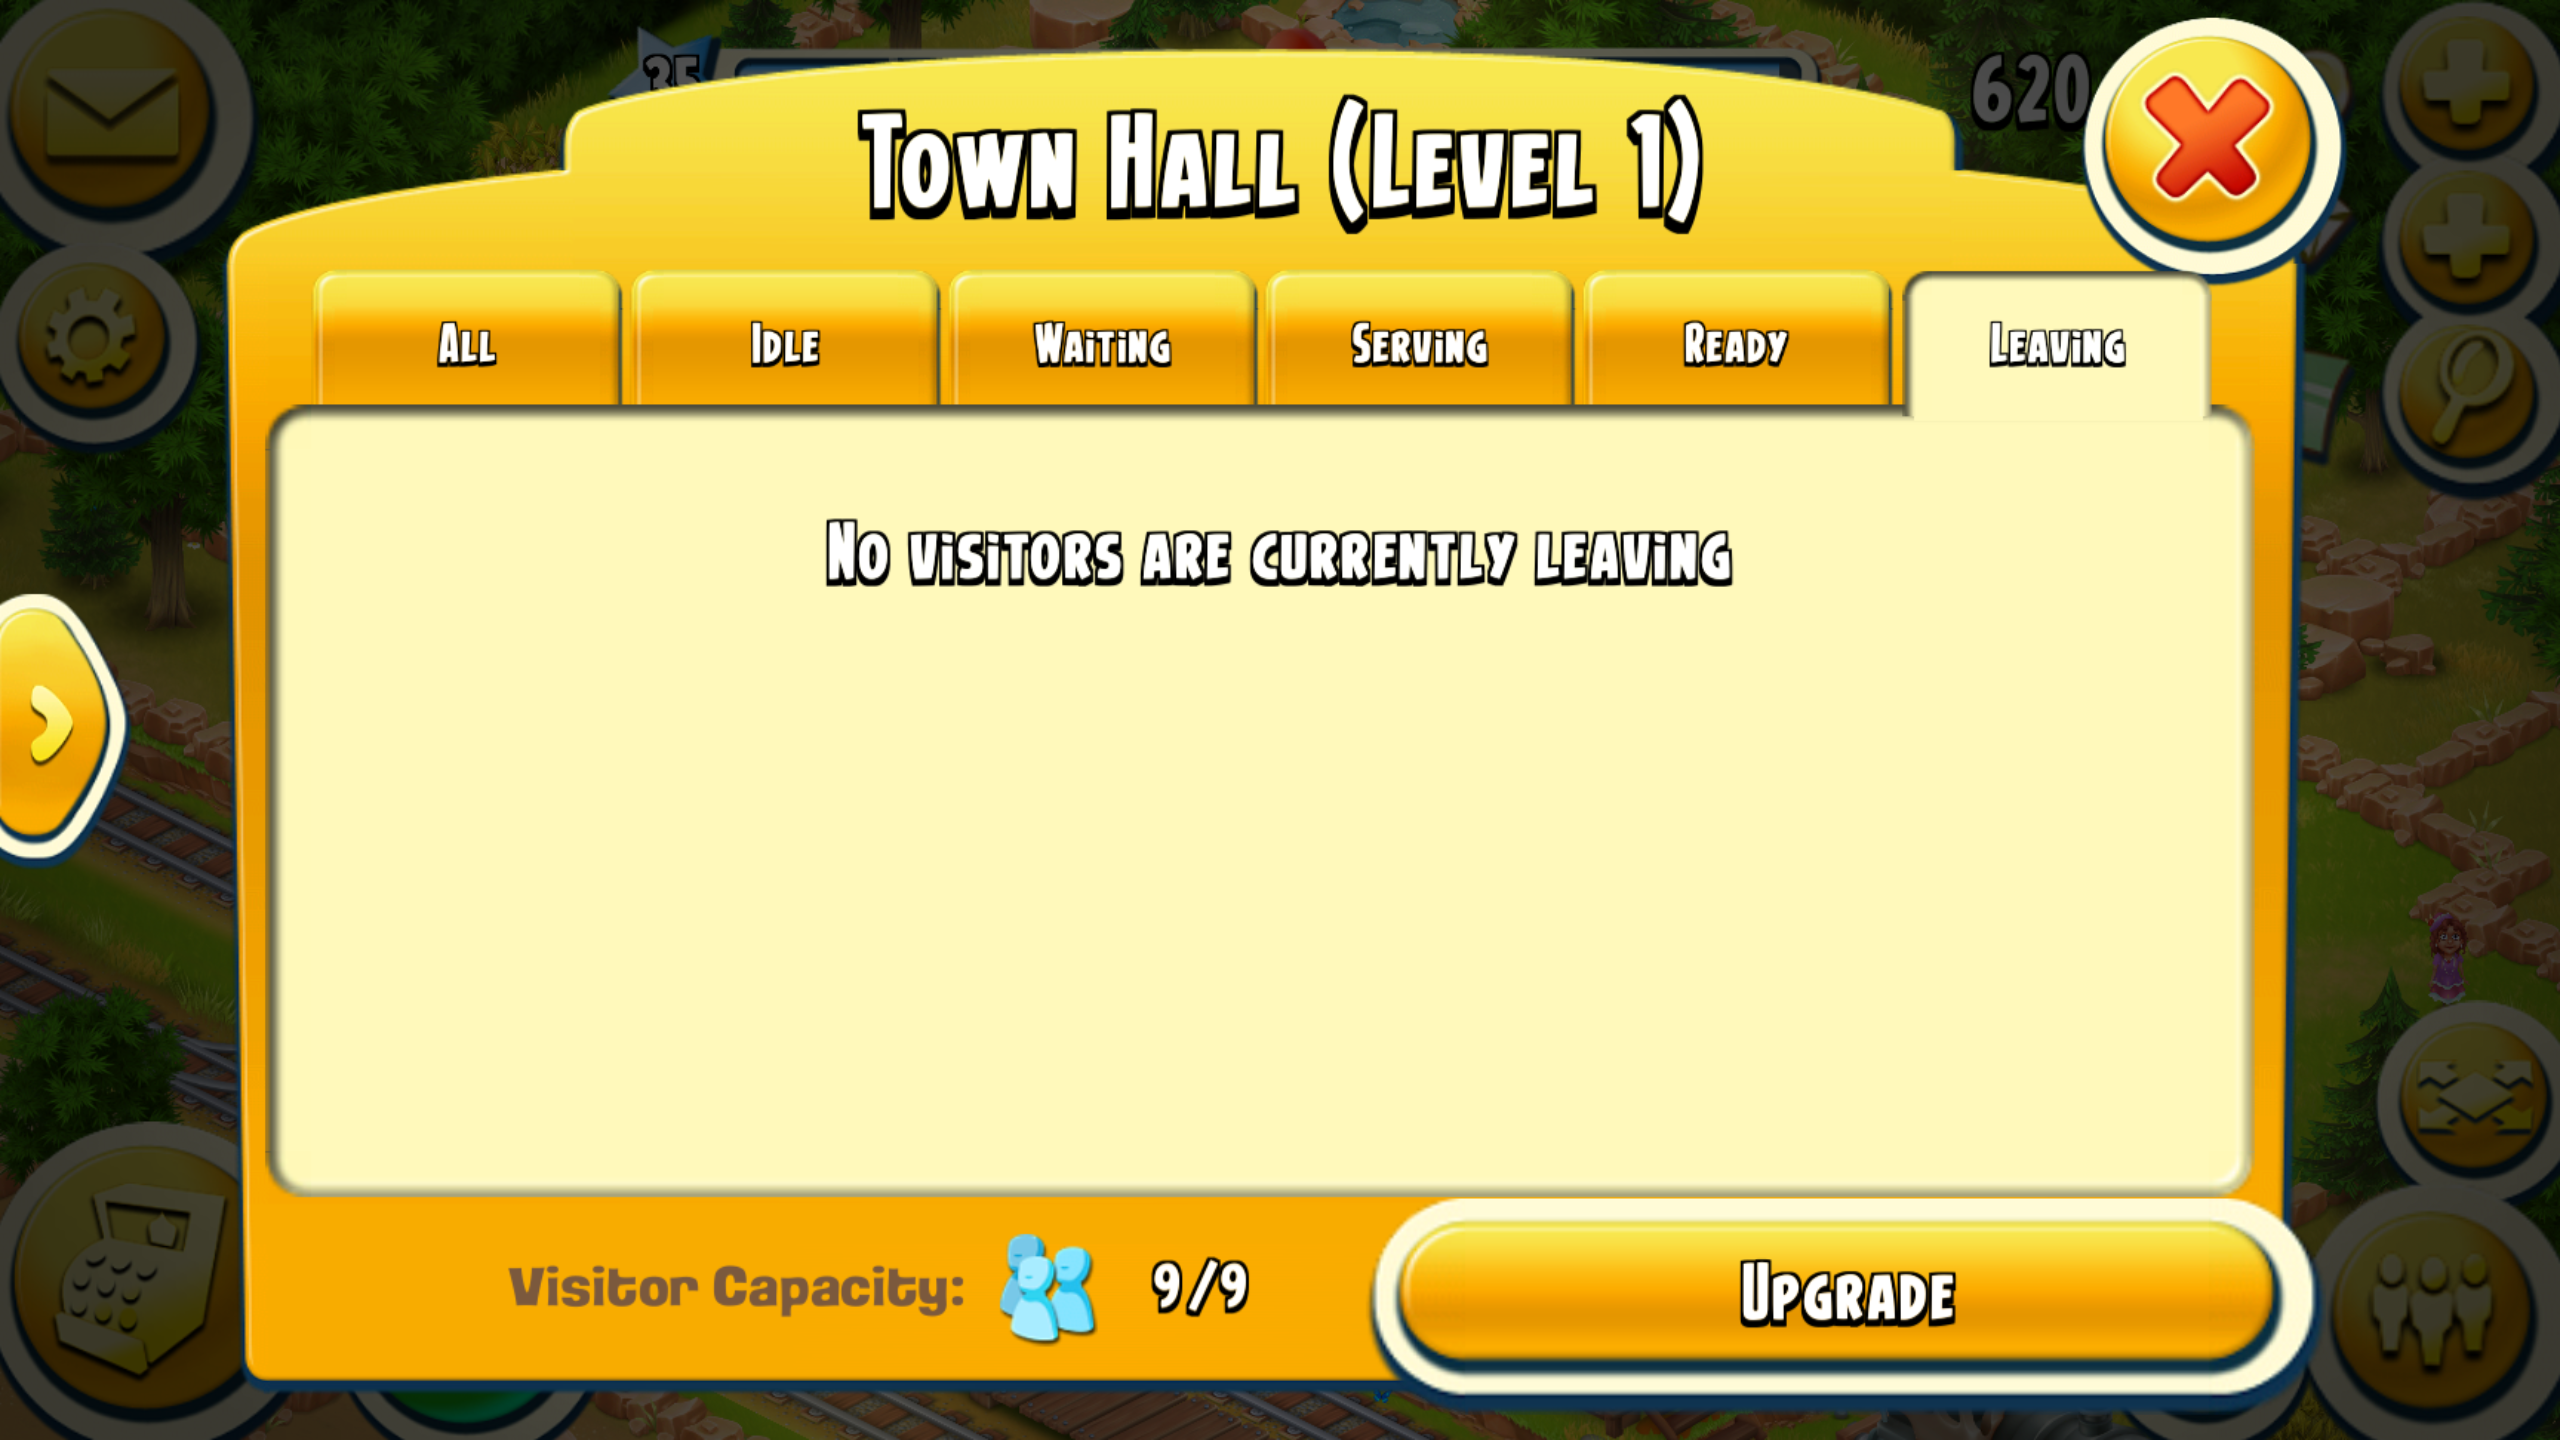 35
620
Town Hall (Level 1)
All
Idle
Waiting
Serving
Ready
Leaving
No visitors are currently leaving
Visitor Capacity:
9/9
Upgrade